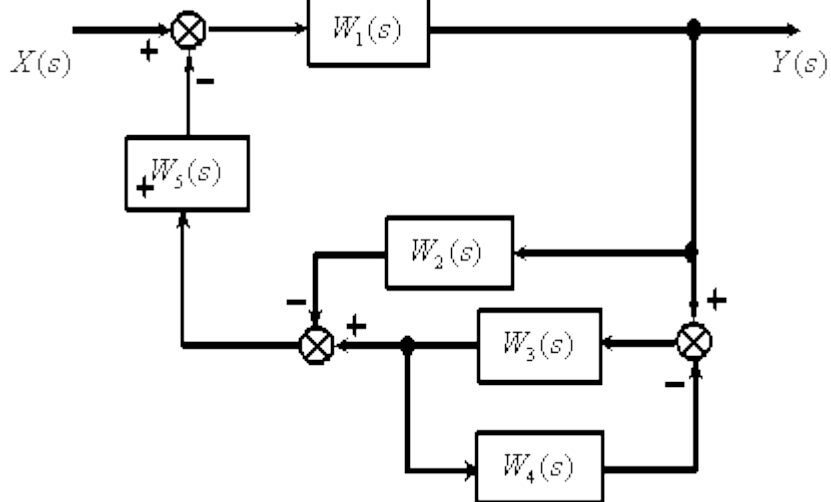 W₁(s)
+
X(s)
Y(s)
-
+W₅(s)
W₂(s)
-
+
+
W₃(s)
-
W₄(s)